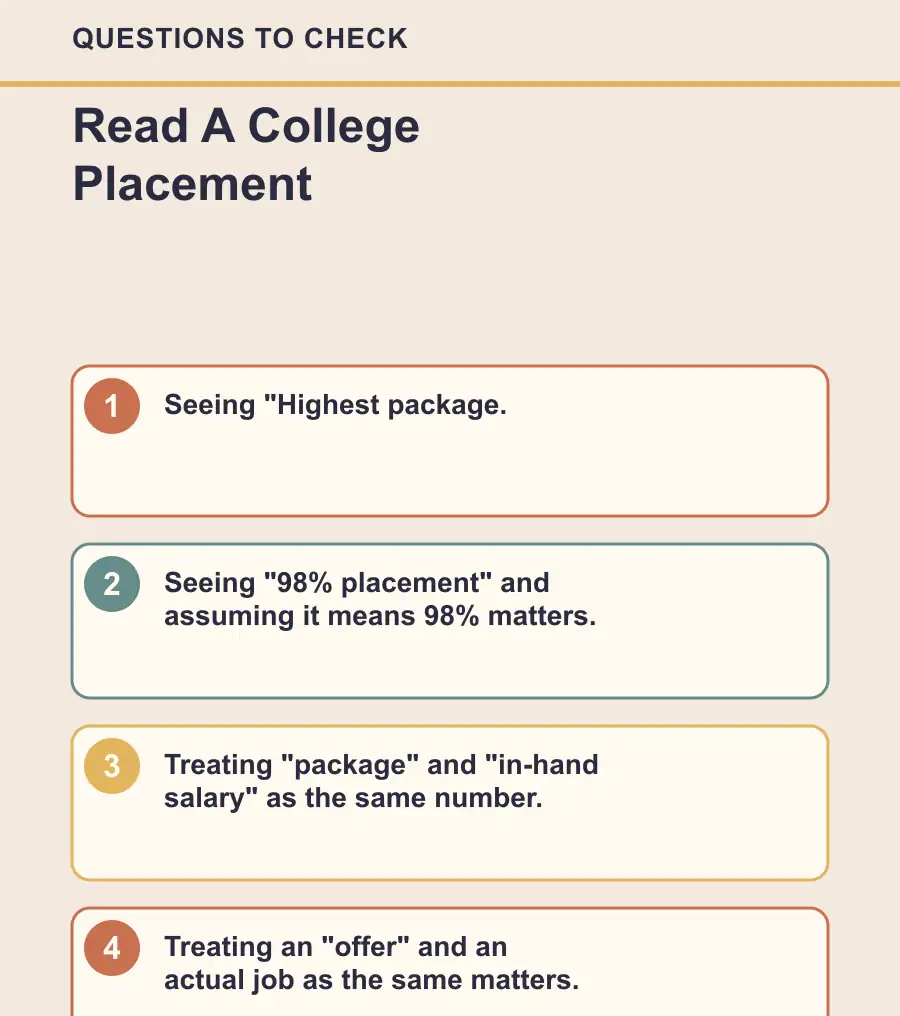 QUESTIONS TO CHECK
Read A College
Placement
1
Seeing "Highest package.
2
Seeing "98% placement" and
assuming it means 98% matters.
3
Treating "package" and "in-hand
salary" as the same number.
4
Treating an "offer" and an
actual job as the same matters.